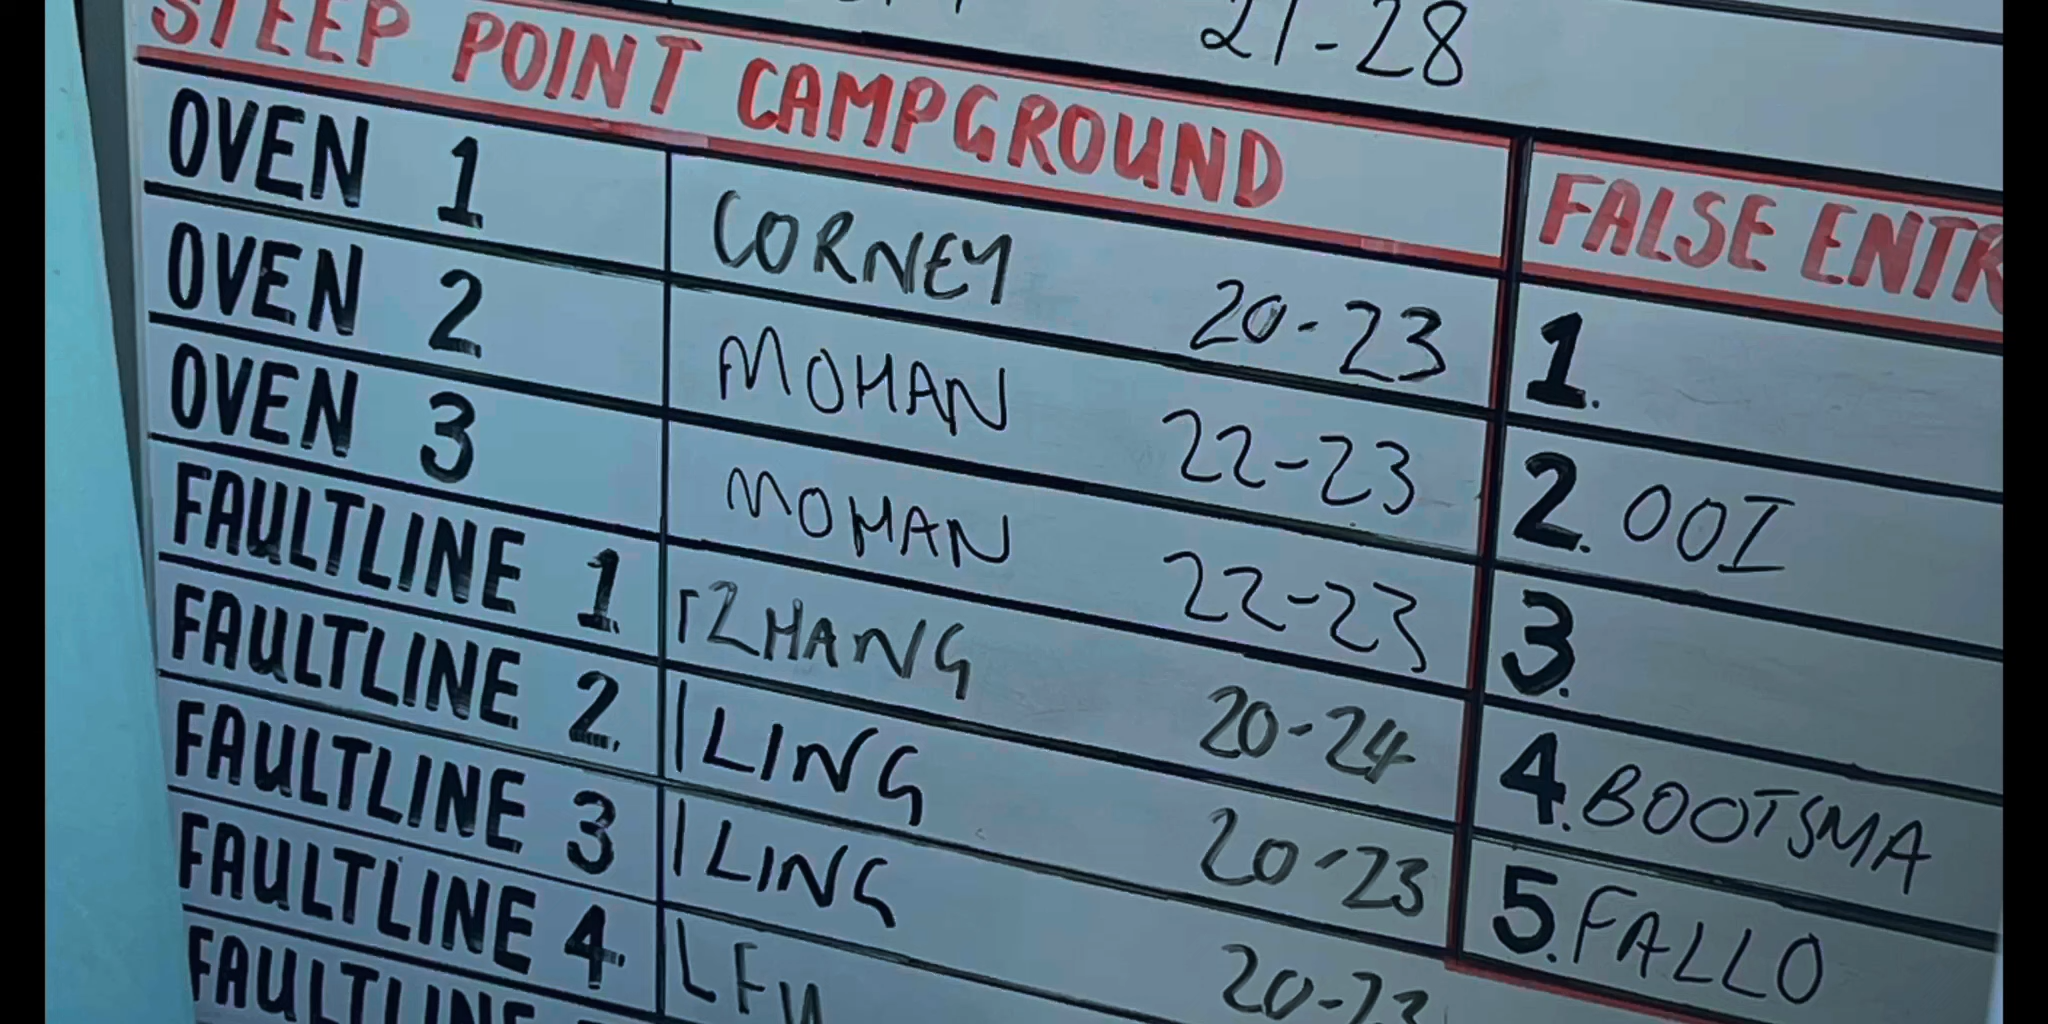 21-28
STEEP POINT CAMPGROUND
OVEN 1 CORNEY 20-23
OVEN 2 MOHAN 22-23
OVEN 3 MOHAN 22-23
FAULTLINE 1 ZHANG 20-24
FAULTLINE 2 LING 20-23
FAULTLINE 3 LING 20-23
FAULTLINE 4
FALSE
1.
2. OOI
3.
4. BOOTSMA
5. FALLO